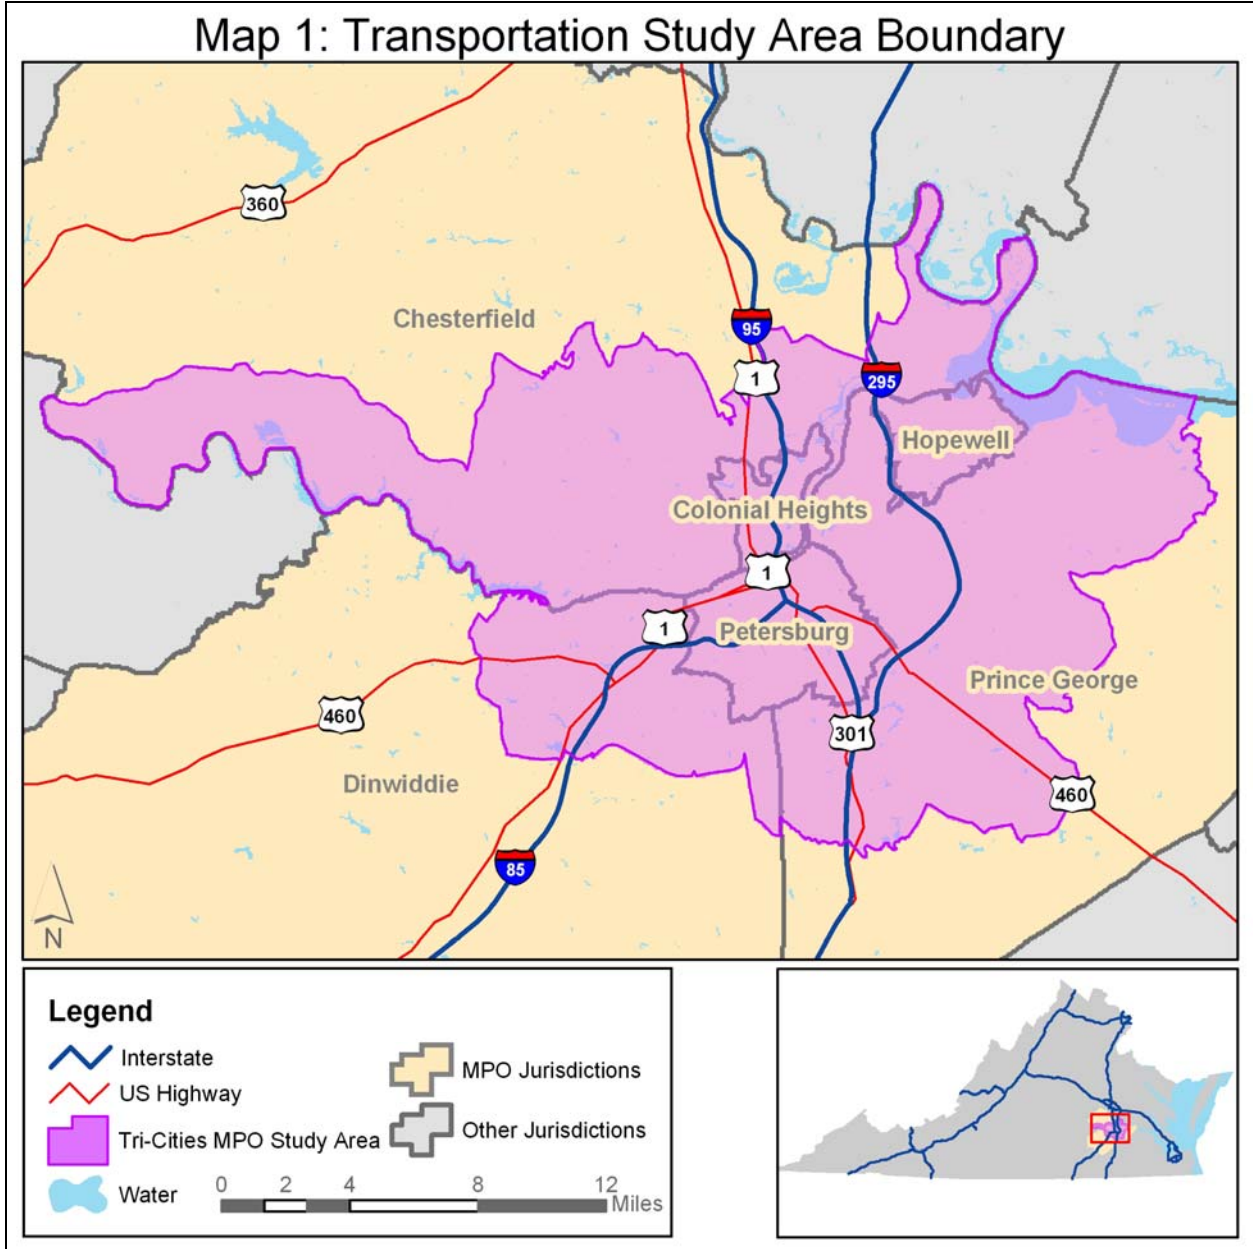 Map 1: Transportation Study Area Boundary
360
Chesterfield
95
1
295
Hopewell
Colonial Heights
1
1
Petersburg
Prince George
460
301
Dinwiddie
460
85
N
Legend
Interstate
US Highway
Tri-Cities MPO Study Area
Water
MPO Jurisdictions
Other Jurisdictions
0 2 4 8 12
Miles